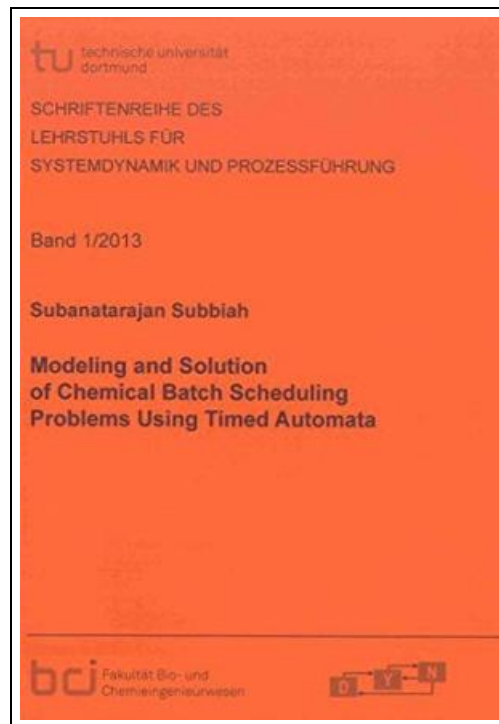 tu technische universität
dortmund
SCHRIFTENREIHE DES
LEHRSTUHLS FÜR
SYSTEMDYNAMIK UND PROZESSFÜHRUNG
Band 1/2013
Subanatarajan Subbiah
Modeling and Solution
of Chemical Batch Scheduling
Problems Using Timed Automata
bci Fakultät Bio- und
Chemieingenieurwesen
D Y N